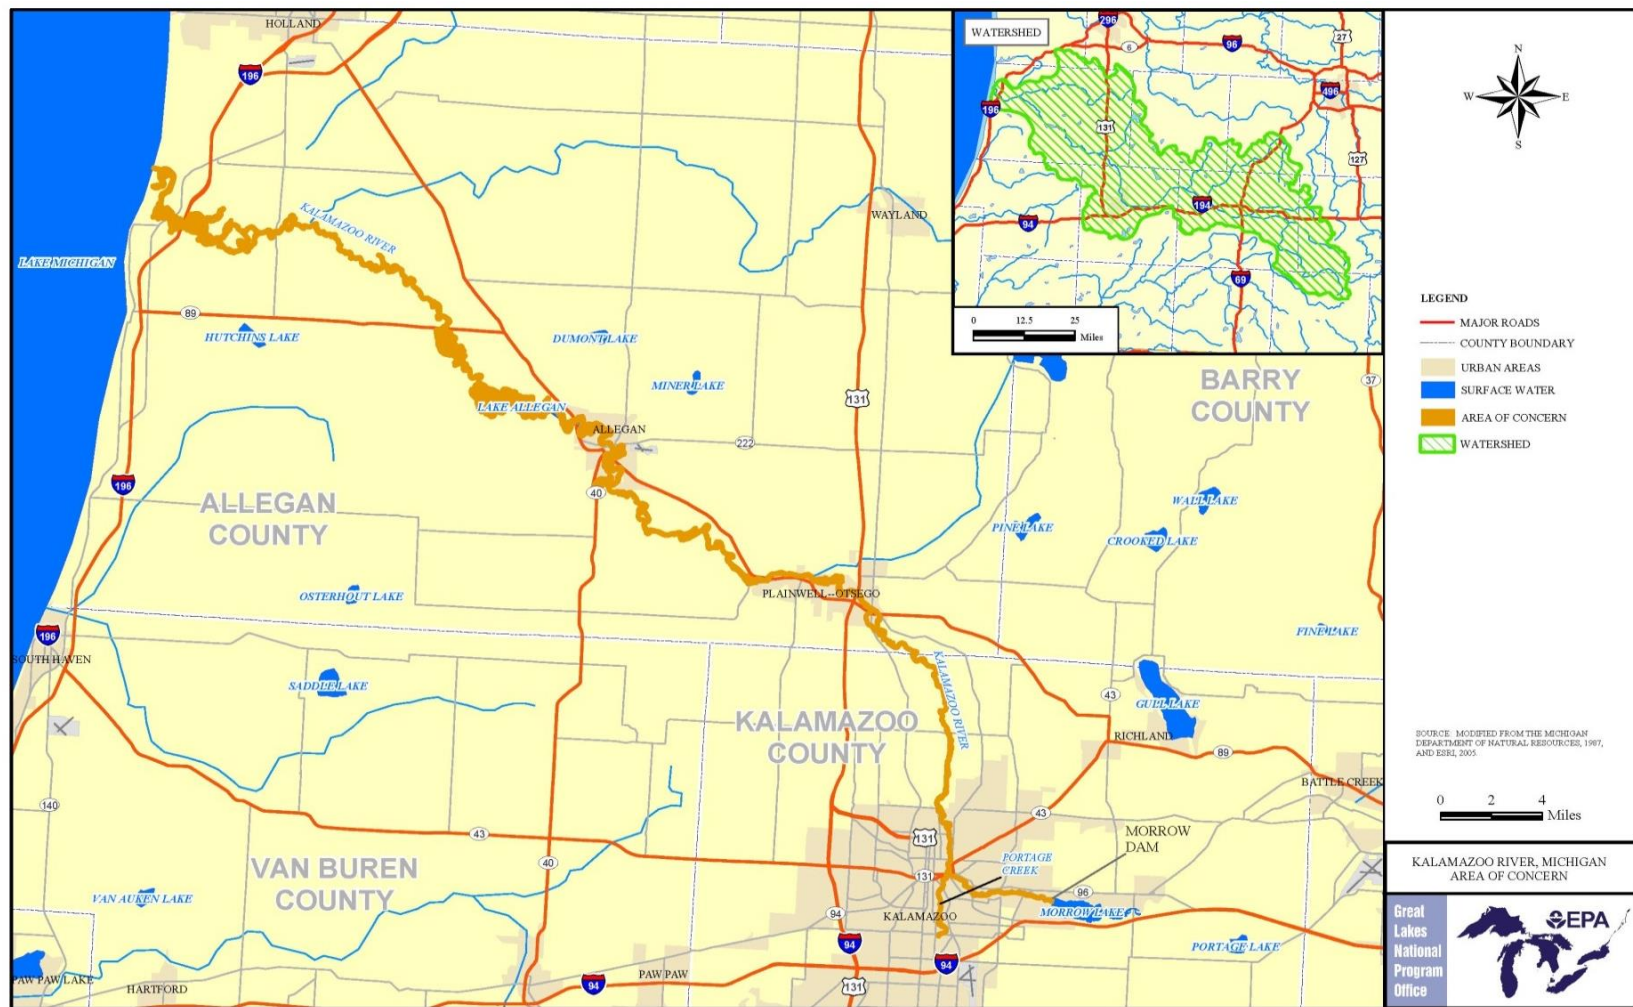 HOLLAND
196
WATERSHED
296
6
96
27
496
196
131
127
194
94
69
0 12.5 25
Miles
N
W E
S
KALAMAZOO RIVER
WAYLAND
LAKE MICHIGAN
89
HUTCHINS LAKE
DUMONT LAKE
MINER LAKE
131
BARRY
COUNTY
37
LAKE ALLEGAN
ALLEGAN
222
196
40
ALLEGAN
COUNTY
PINE LAKE
WALL LAKE
CROOKED LAKE
OSTERHOUT LAKE
PLAINWELL--OTSEGO
FINE LAKE
196
SOUTH HAVEN
SADDLE LAKE
KALAMAZOO RIVER
43
GULL LAKE
KALAMAZOO
COUNTY
RICHLAND
89
BATTLE CREEK
140
43
43
131
MORROW
DAM
VAN BUREN
COUNTY
40
PORTAGE
CREEK
131
96
VAN AUKEN LAKE
94
KALAMAZOO
MORROW LAKE
94
PORTAGE LAKE
94
PAW PAW LAKE
HARTFORD
94
PAW PAW
131
LEGEND
MAJOR ROADS
COUNTY BOUNDARY
URBAN AREAS
SURFACE WATER
AREA OF CONCERN
WATERSHED
SOURCE: MODIFIED FROM THE MICHIGAN
DEPARTMENT OF NATURAL RESOURCES, 1987,
AND ESRI, 2005.
0 2 4
Miles
KALAMAZOO RIVER, MICHIGAN
AREA OF CONCERN
Great
Lakes
National
Program
Office
EPA